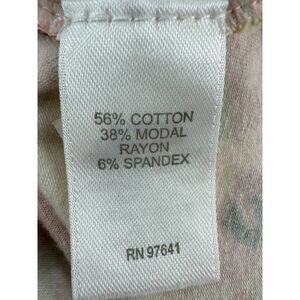 56% COTTON
38% MODAL
RAYON
6% SPANDEX
RN 97641